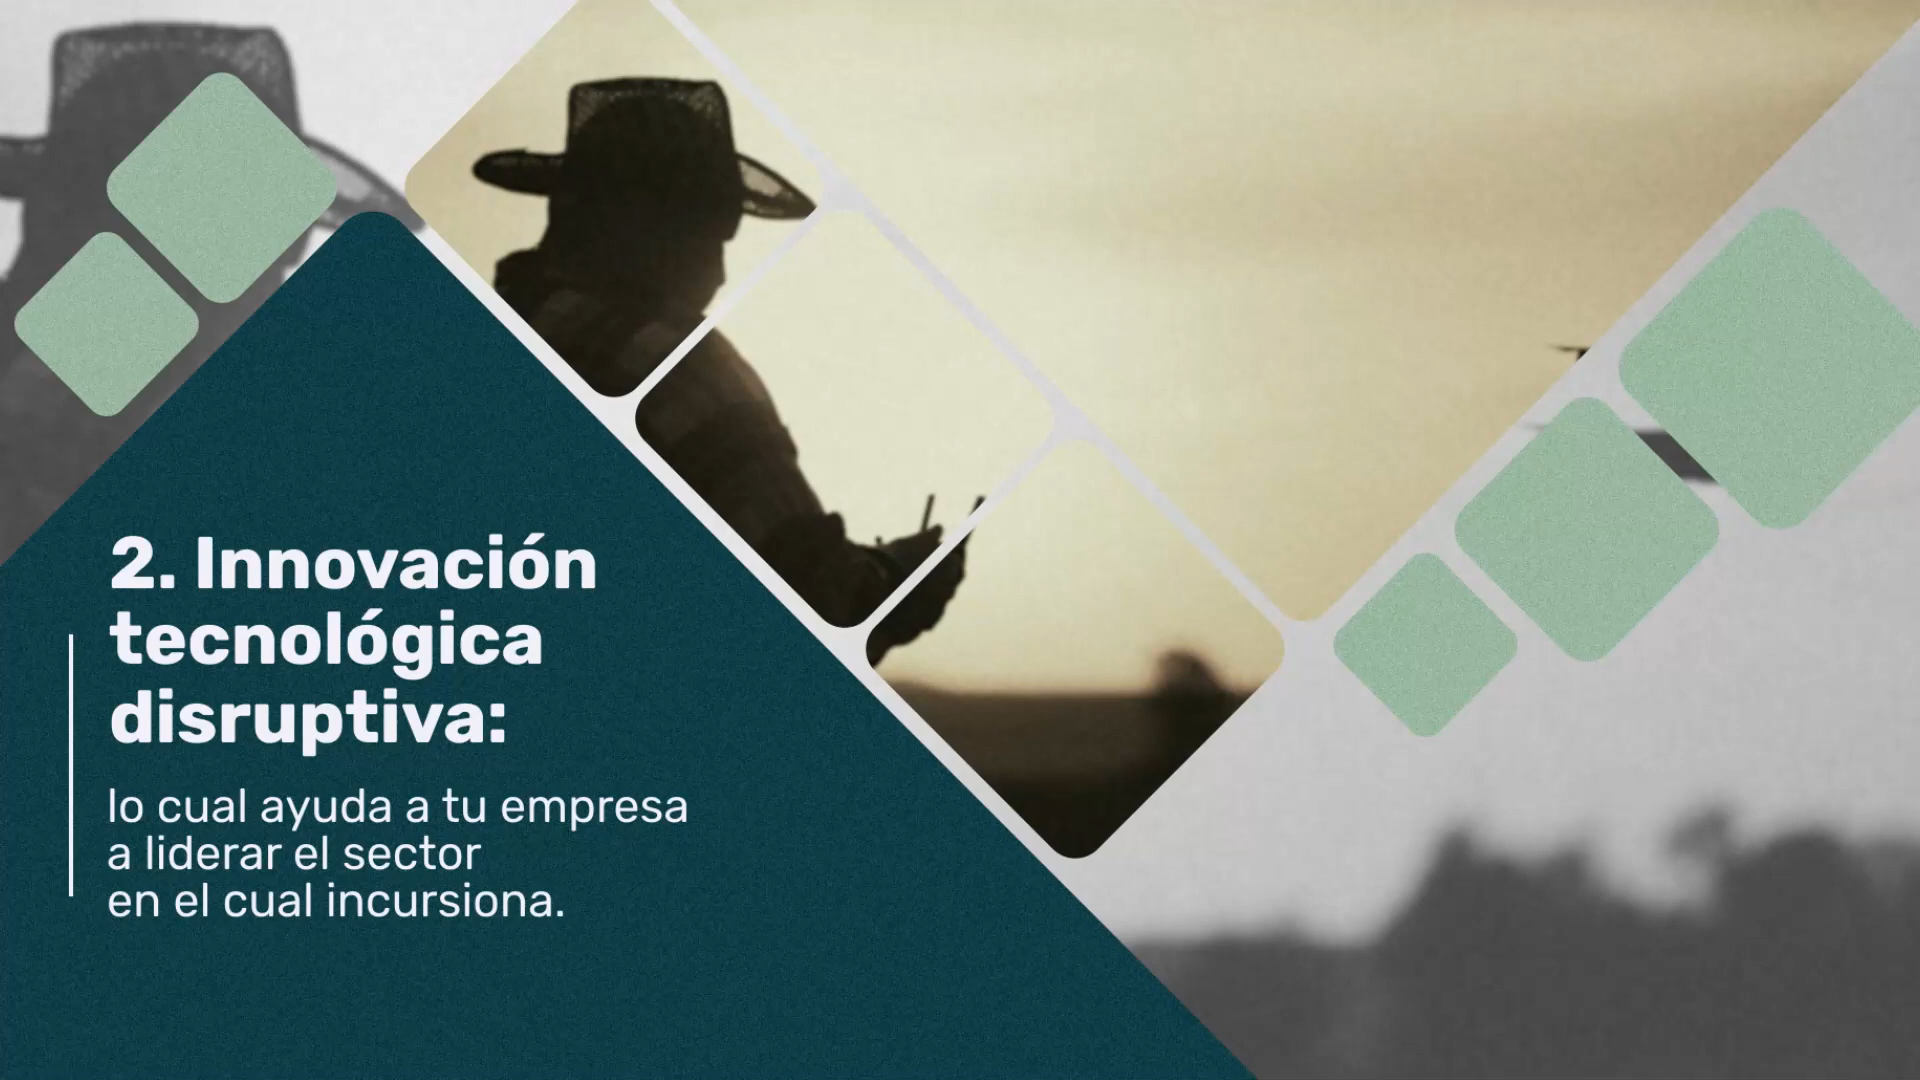 2. Innovación
tecnológica
disruptiva:
lo cual ayuda a tu empresa
a liderar el sector
en el cual incursiona.